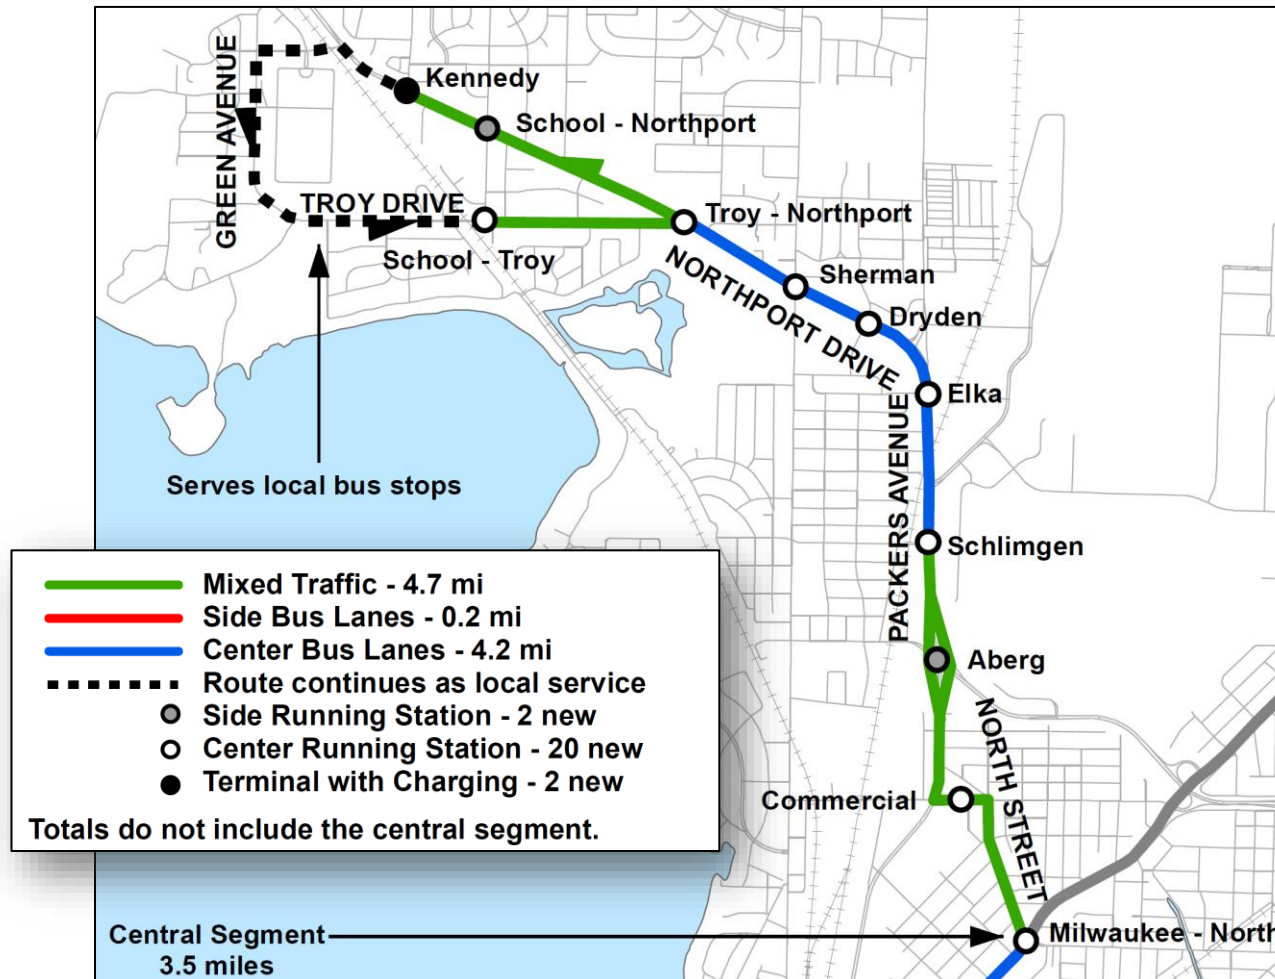 GREEN AVENUE
Kennedy
School - Northport
TROY DRIVE
Troy - Northport
School - Troy
NORTHPORT DRIVE
Sherman
Dryden
Elka
PACKERS AVENUE
Serves local bus stops
Schlimgen
Mixed Traffic - 4.7 mi
Side Bus Lanes - 0.2 mi
Center Bus Lanes - 4.2 mi
Route continues as local service
Side Running Station - 2 new
Center Running Station - 20 new
Terminal with Charging - 2 new
Totals do not include the central segment.
Aberg
NORTH STREET
Commercial
Central Segment
3.5 miles
Milwaukee - North